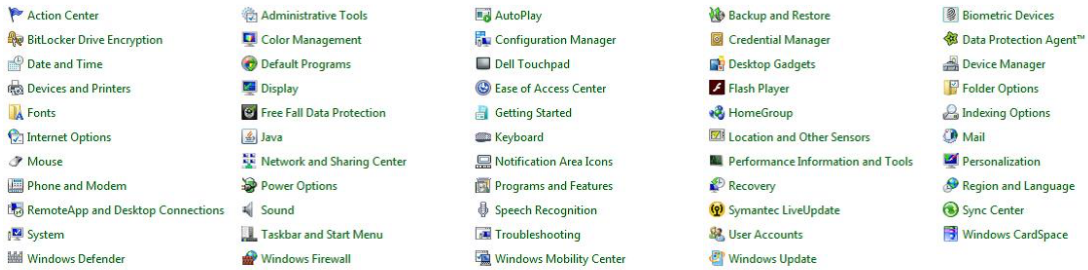 Action Center
Administrative Tools
AutoPlay
Backup and Restore
Biometric Devices
BitLocker Drive Encryption
Color Management
Configuration Manager
Credential Manager
Data Protection Agent™
Date and Time
Default Programs
Dell Touchpad
Desktop Gadgets
Device Manager
Devices and Printers
Display
Ease of Access Center
Flash Player
Folder Options
Fonts
Free Fall Data Protection
Getting Started
HomeGroup
Indexing Options
Internet Options
Java
Keyboard
Location and Other Sensors
Mail
Mouse
Network and Sharing Center
Notification Area Icons
Performance Information and Tools
Personalization
Phone and Modem
Power Options
Programs and Features
Recovery
Region and Language
RemoteApp and Desktop Connections
Sound
Speech Recognition
Symantec LiveUpdate
Sync Center
System
Taskbar and Start Menu
Troubleshooting
User Accounts
Windows CardSpace
Windows Defender
Windows Firewall
Windows Mobility Center
Windows Update